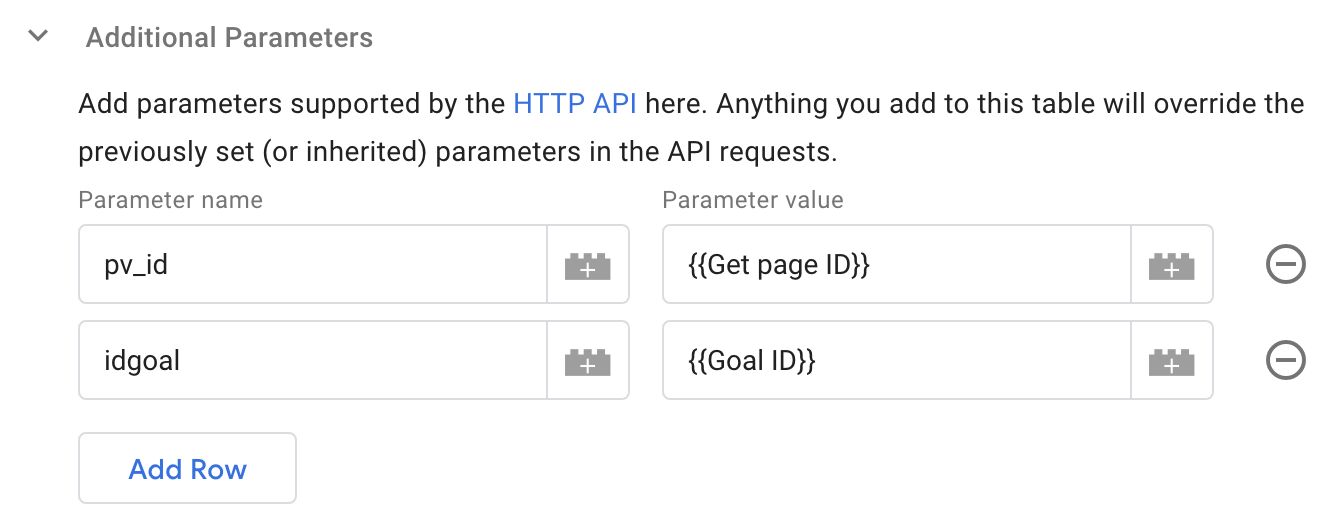 Additional Parameters
Add parameters supported by the HTTP API here. Anything you add to this table will override the
previously set (or inherited) parameters in the API requests.
Parameter name Parameter value
pv_id {{Get page ID}}
idgoal {{Goal ID}}
Add Row